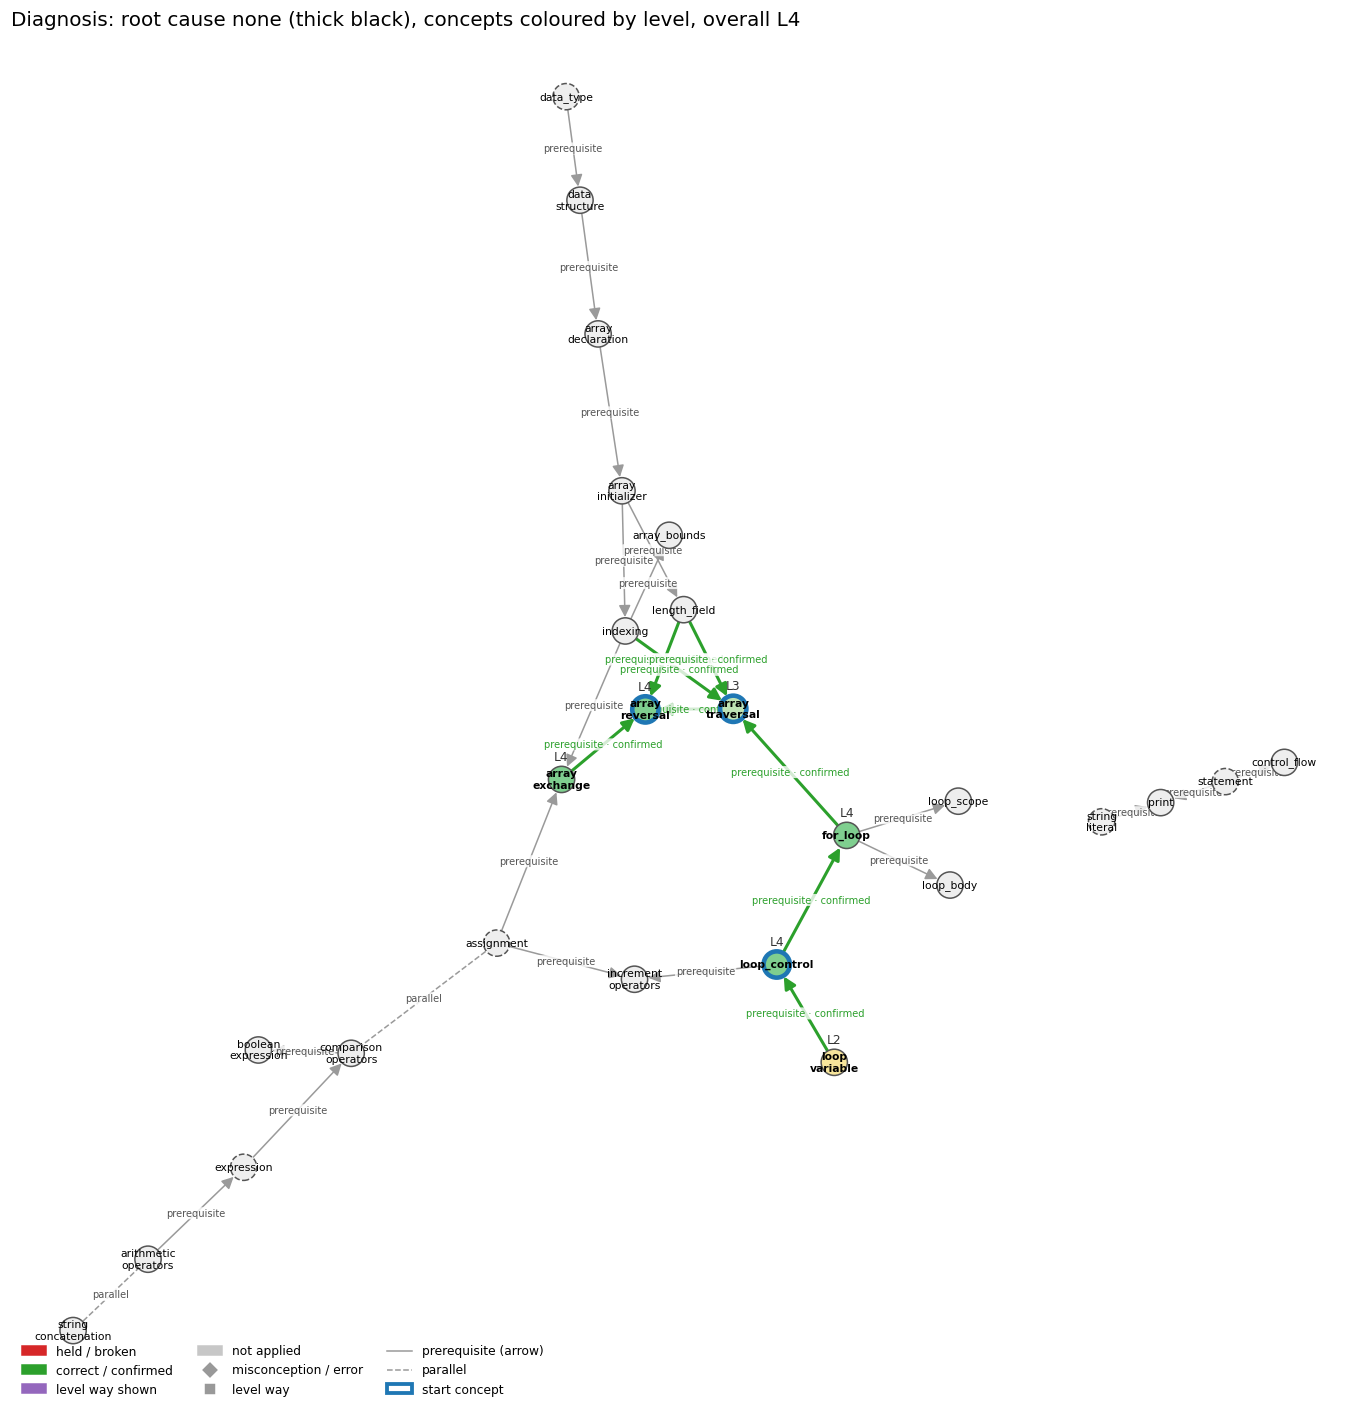 Diagnosis: root cause none (thick black), concepts coloured by level, overall L4
data_type
prerequisite
data
structure
prerequisite
array
declaration
prerequisite
array
initializer
array_bounds
prerequisite
prerequisite
prerequisite
length_field
indexing
prerequisite - confirmed
prerequisite - confirmed
L4
L3
array
reversal
array
traversal
prerequisite
prerequisite - confirmed
L4
array
exchange
prerequisite - confirmed
control_flow
statement
print
string
literal
loop_scope
L4
prerequisite
for_loop
prerequisite
prerequisite
loop_body
prerequisite - confirmed
assignment
L4
prerequisite
loop_control
prerequisite
increment
operators
parallel
prerequisite - confirmed
L2
boolean
expression
prerequisite
comparison
operators
loop
variable
prerequisite
expression
prerequisite
arithmetic
operators
parallel
string
concatenation
held / broken
not applied
prerequisite (arrow)
correct / confirmed
misconception / error
parallel
level way shown
level way
start concept